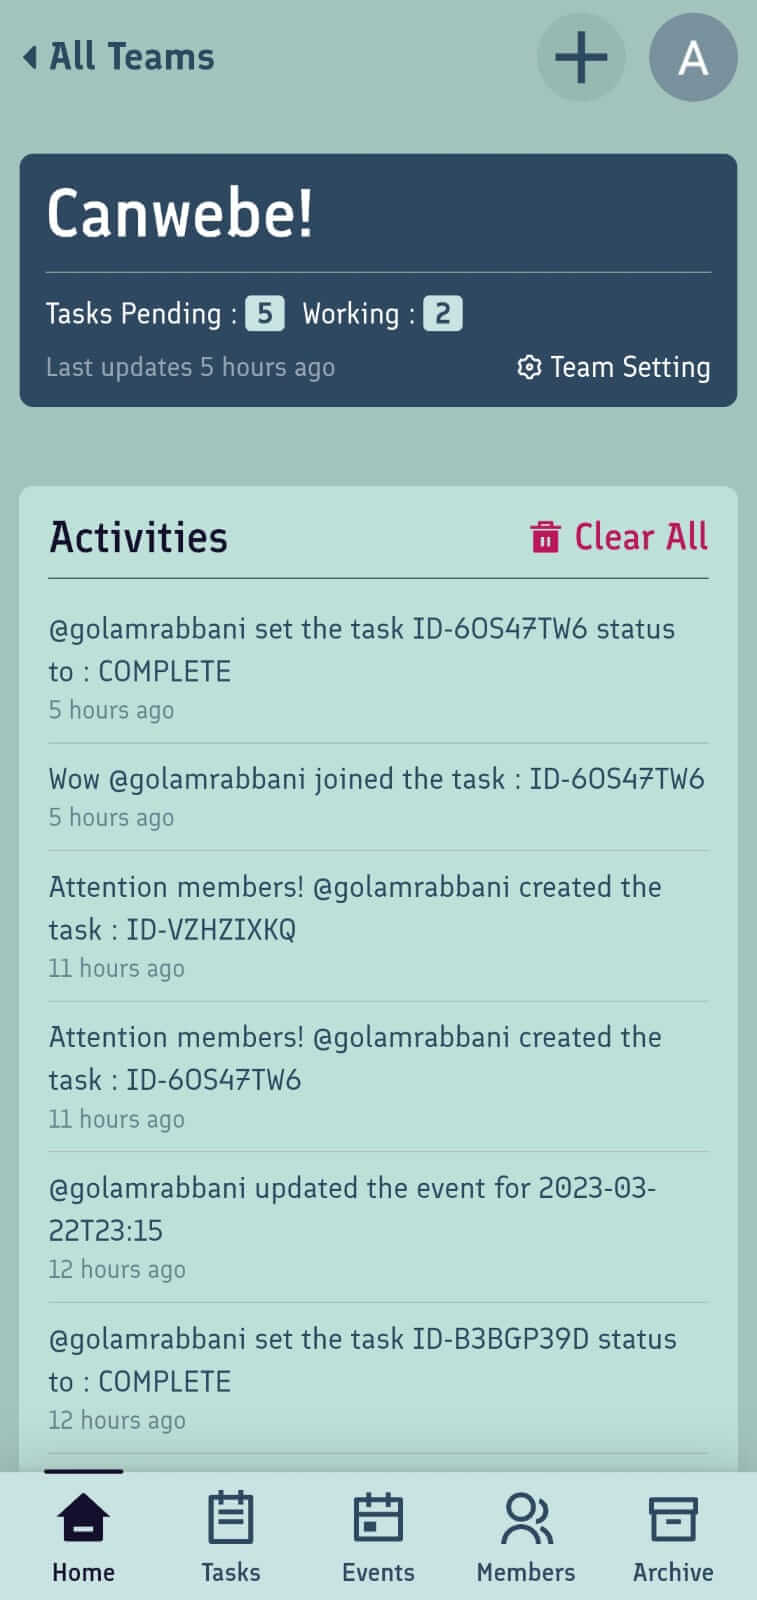 All Teams
A
Canwebe!
Tasks Pending : 5 Working : 2
Last updates 5 hours ago
Team Setting
Activities
Clear All
@golamrabbani set the task ID-6OS47TW6 status
to : COMPLETE
5 hours ago
Wow @golamrabbani joined the task : ID-6OS47TW6
5 hours ago
Attention members! @golamrabbani created the
task : ID-VZHZIXKQ
11 hours ago
Attention members! @golamrabbani created the
task : ID-6OS47TW6
11 hours ago
@golamrabbani updated the event for 2023-03-
22T23:15
12 hours ago
@golamrabbani set the task ID-B3BGP39D status
to : COMPLETE
12 hours ago
Home
Tasks
Events
Members
Archive